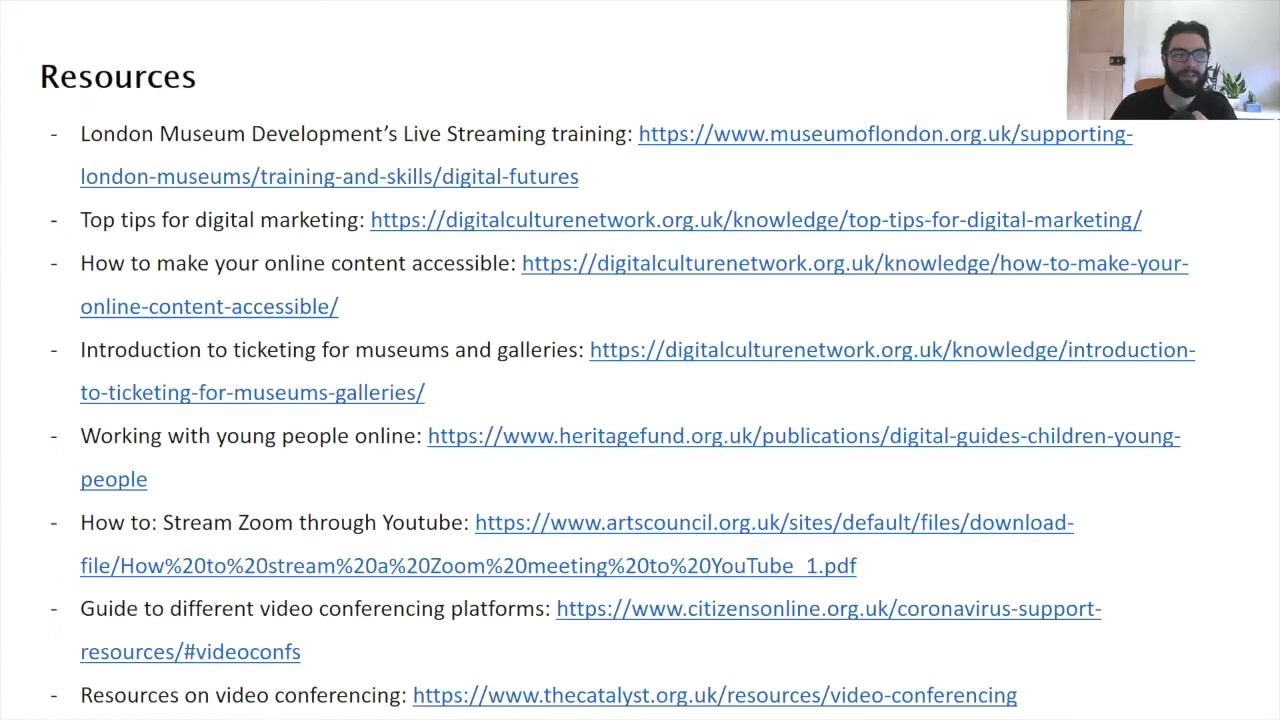 Resources
- London Museum Development’s Live Streaming training: https://www.museumoflondon.org.uk/supporting-
london-museums/training-and-skills/digital-futures
- Top tips for digital marketing: https://digitalculturenetwork.org.uk/knowledge/top-tips-for-digital-marketing/
- How to make your online content accessible: https://digitalculturenetwork.org.uk/knowledge/how-to-make-your-
online-content-accessible/
- Introduction to ticketing for museums and galleries: https://digitalculturenetwork.org.uk/knowledge/introduction-
to-ticketing-for-museums-galleries/
- Working with young people online: https://www.heritagefund.org.uk/publications/digital-guides-children-young-
people
- How to: Stream Zoom through Youtube: https://www.artscouncil.org.uk/sites/default/files/download-
file/How%20to%20stream%20a%20Zoom%20meeting%20to%20YouTube_1.pdf
- Guide to different video conferencing platforms: https://www.citizensonline.org.uk/coronavirus-support-
resources/#videoconfs
- Resources on video conferencing: https://www.thecatalyst.org.uk/resources/video-conferencing